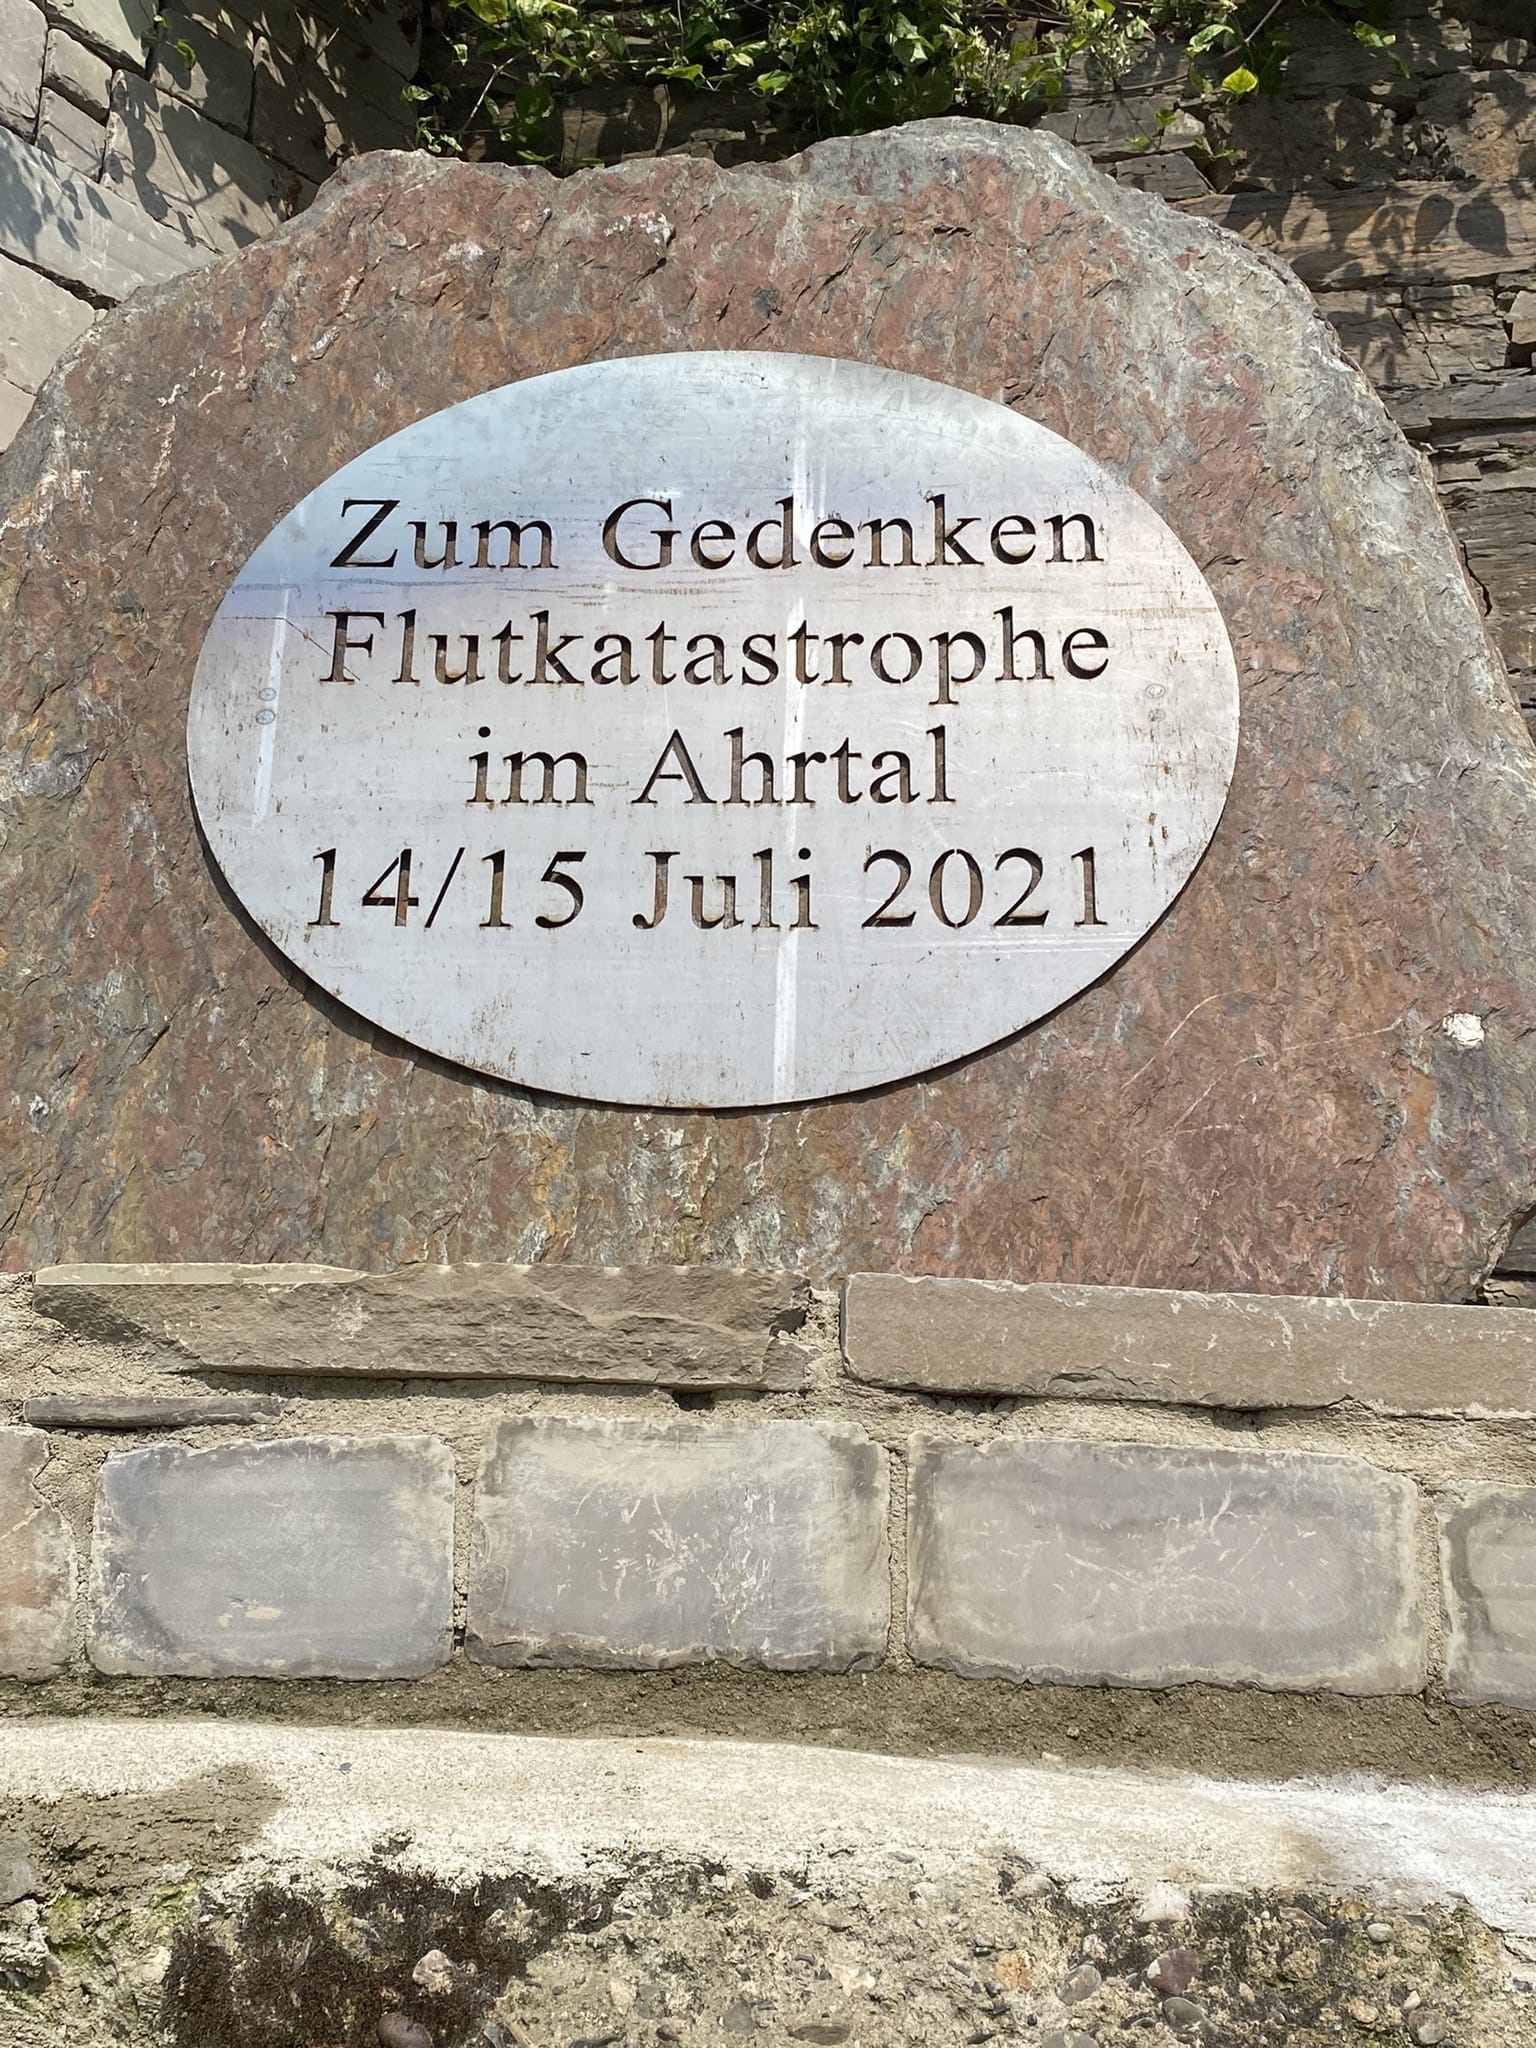 Zum Gedenken
Flutkatastrophe
im Ahrtal
14/15 Juli 2021